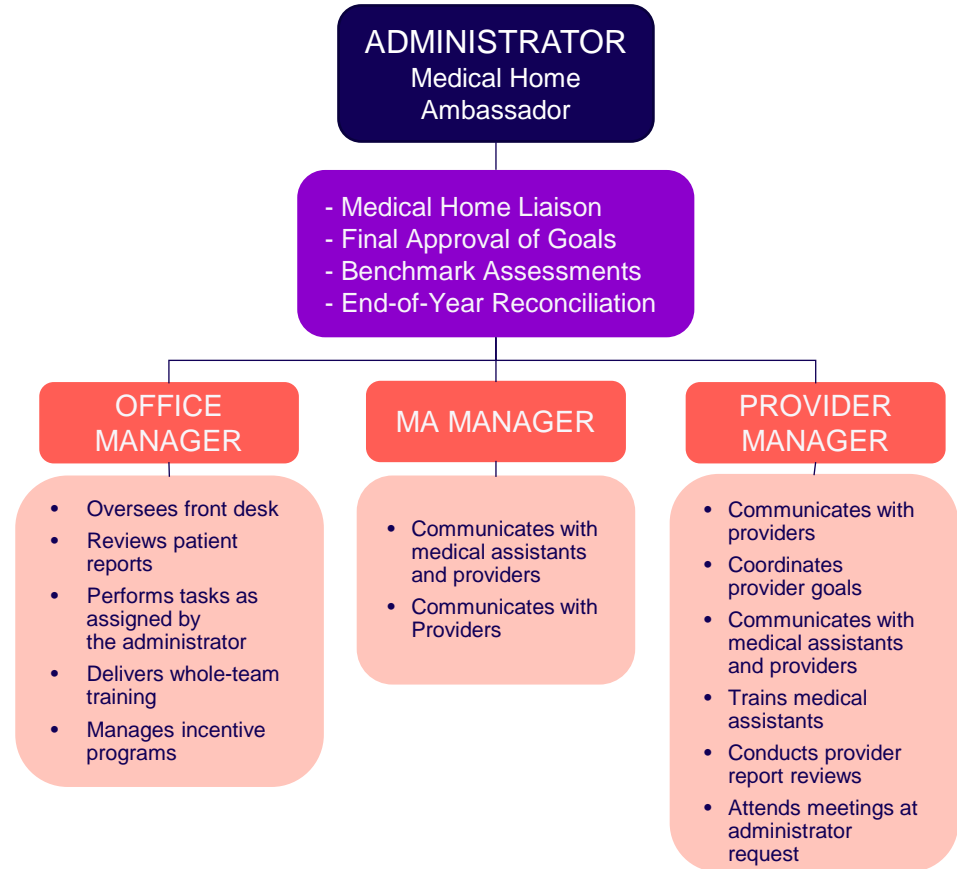 ADMINISTRATOR
Medical Home
Ambassador
- Medical Home Liaison
- Final Approval of Goals
- Benchmark Assessments
- End-of-Year Reconciliation
OFFICE
MANAGER
• Oversees front desk
• Reviews patient
reports
• Performs tasks as
assigned by
the administrator
• Delivers whole-team
training
• Manages incentive
programs
MA MANAGER
• Communicates with
medical assistants
and providers
• Communicates with
Providers
PROVIDER
MANAGER
• Communicates with
providers
• Coordinates
provider goals
• Communicates with
medical assistants
and providers
• Trains medical
assistants
• Conducts provider
report reviews
• Attends meetings at
administrator
request